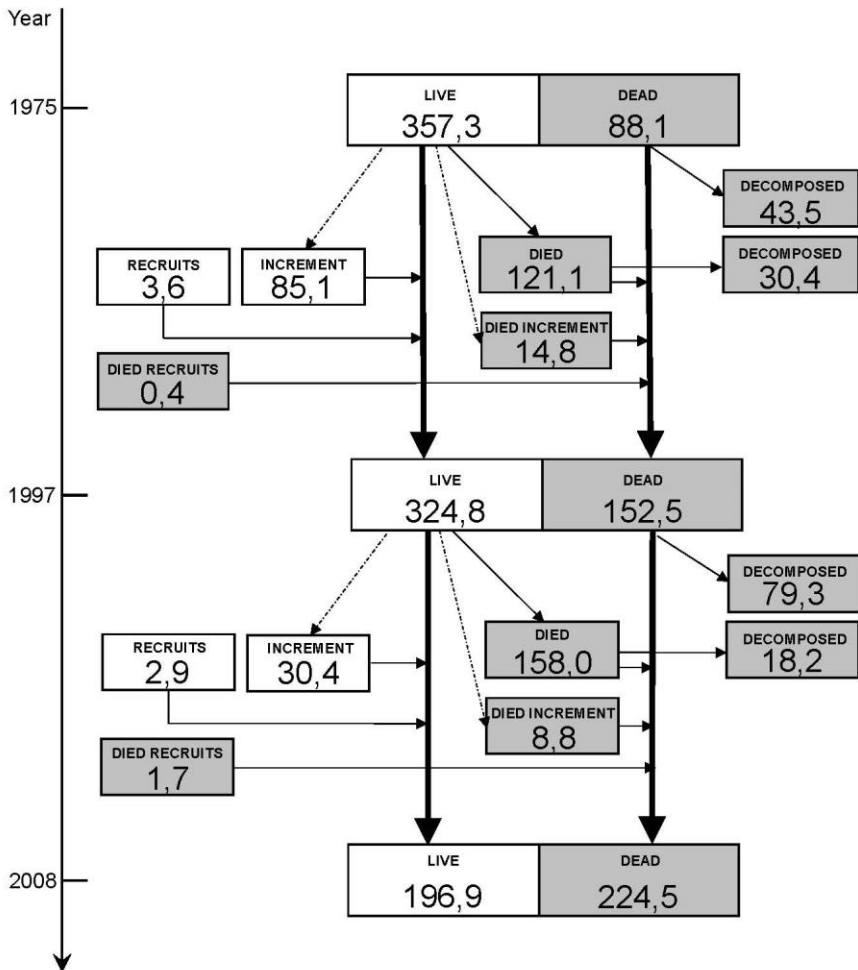 Year
1975
LIVE
357,3
DEAD
88,1
DECOMPOSED
43,5
RECRUITS
3,6
INCREMENT
85,1
DIED
121,1
DECOMPOSED
30,4
DIED INCREMENT
14,8
DIED RECRUITS
0,4
1997
LIVE
324,8
DEAD
152,5
DECOMPOSED
79,3
RECRUITS
2,9
INCREMENT
30,4
DIED
158,0
DECOMPOSED
18,2
DIED INCREMENT
8,8
DIED RECRUITS
1,7
2008
LIVE
196,9
DEAD
224,5